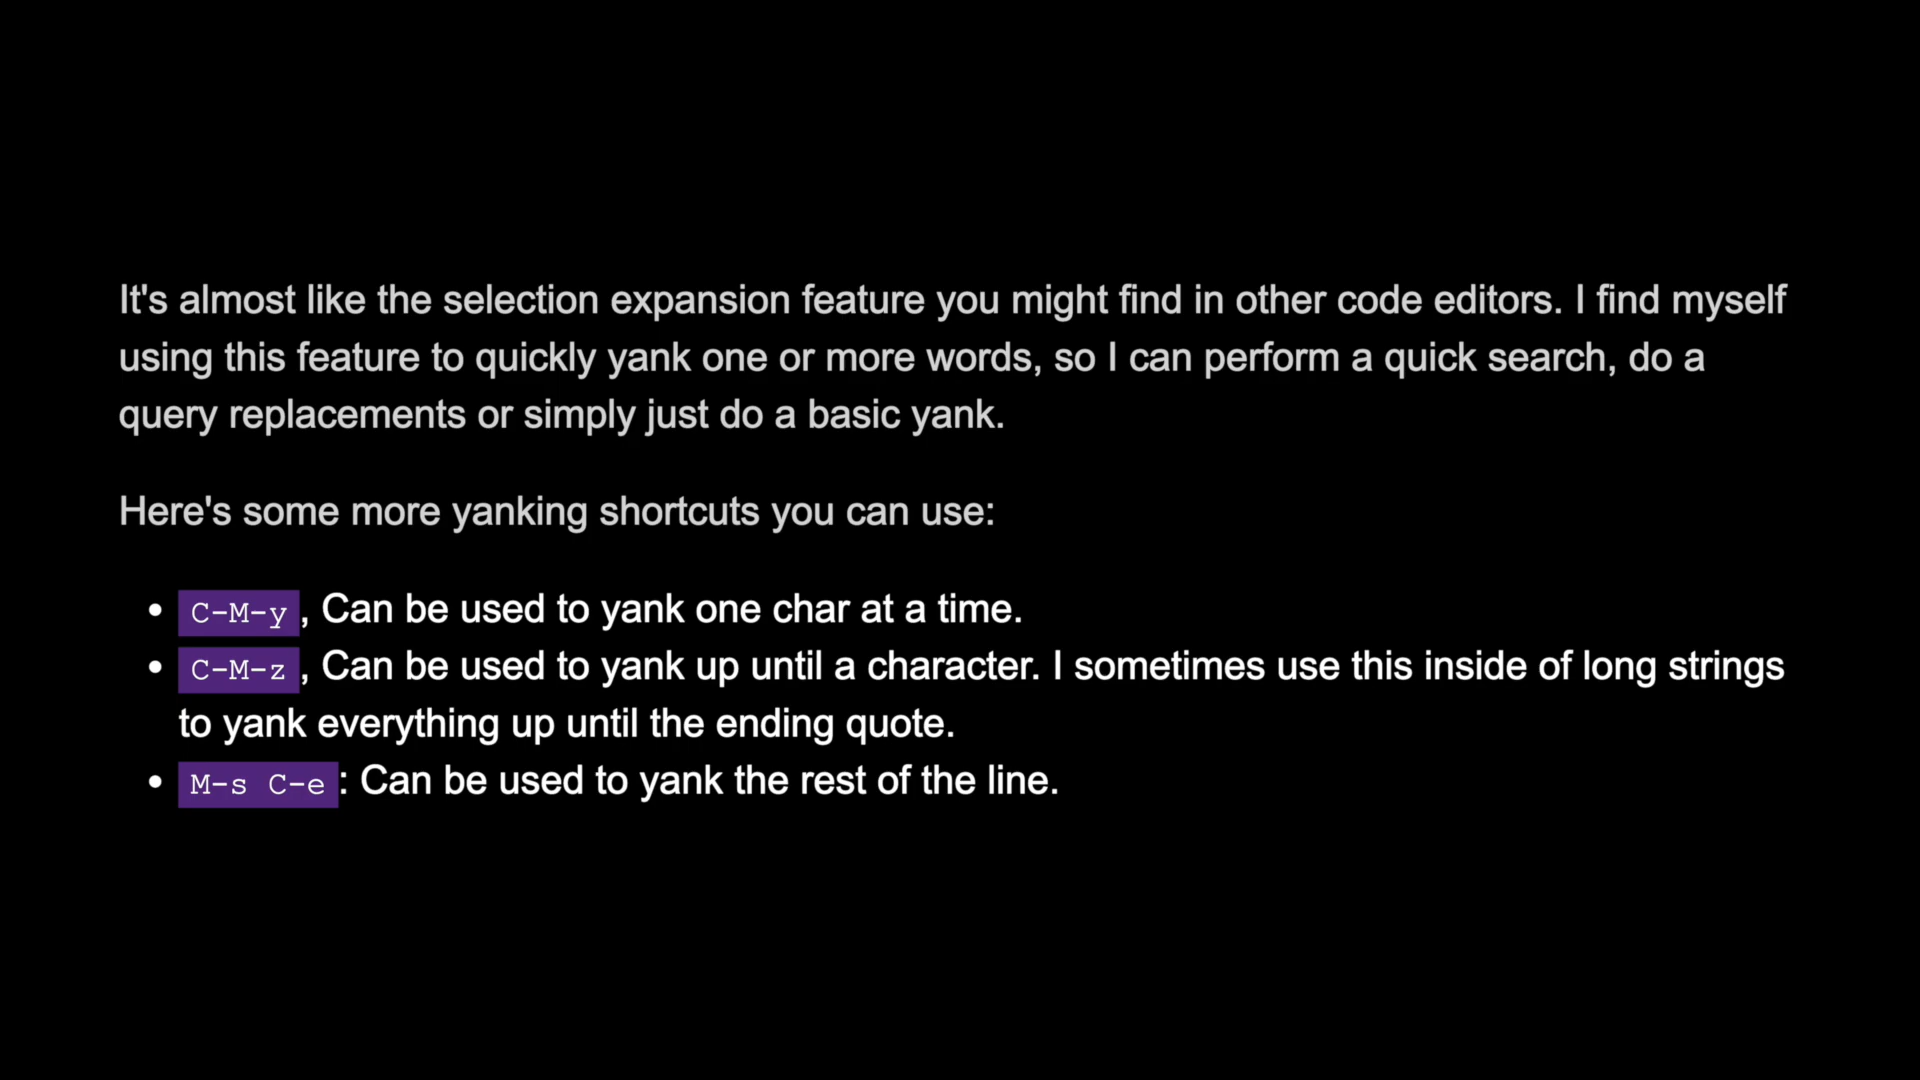 It's almost like the selection expansion feature you might find in other code editors. I find myself
using this feature to quickly yank one or more words, so I can perform a quick search, do a
query replacements or simply just do a basic yank.
Here's some more yanking shortcuts you can use:
• C-M-y, Can be used to yank one char at a time.
• C-M-z, Can be used to yank up until a character. I sometimes use this inside of long strings
to yank everything up until the ending quote.
• M-s C-e: Can be used to yank the rest of the line.